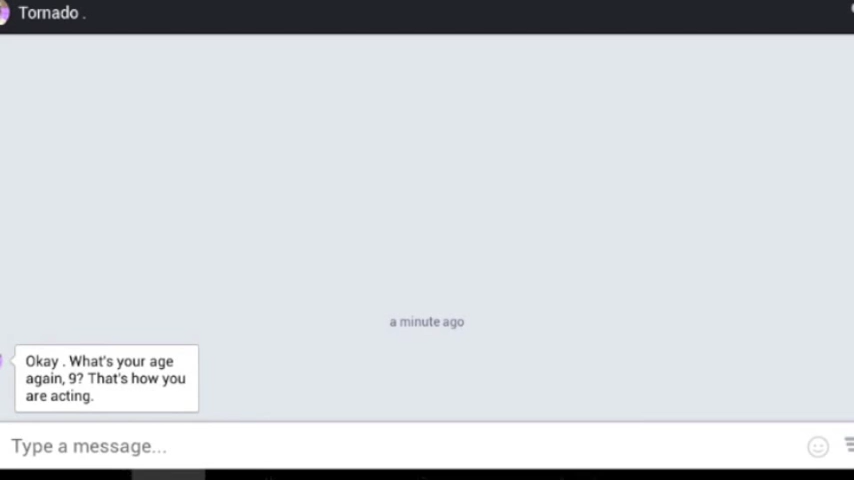 Tornado .
a minute ago
Okay . What's your age
again, 9? That's how you
are acting.
Type a message...